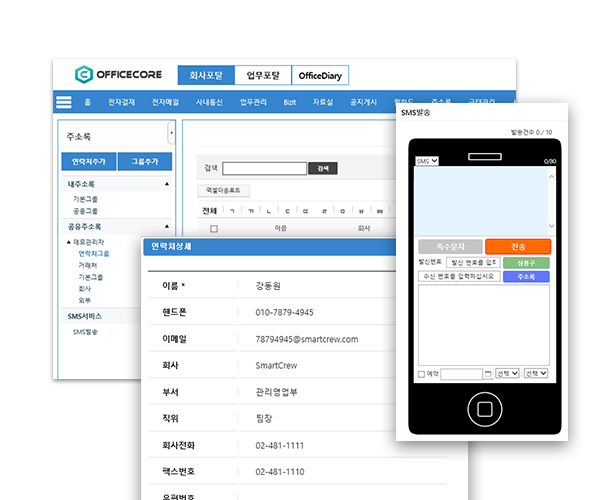 OFFICECORE 회사포탈 업무포탈 OfficeDiary
홈 전자결재 전자메일 사내통신 업무관리 Bizit 자료실 공지게시 웹하드 주소록 근태관리
주소록
연락처추가 그룹추가
내주소록
기본그룹
공용그룹
공유주소록
데모관리자
연락처그룹
거래처
기본그룹
회사
외부
SMS서비스
SMS발송
검색 검색
엑셀다운로드
전체 ㄱ ㄱ ㄴ ㄷ ㄸ ㄹ ㅁ ㅂ ㅃ
이름 회사
연락처상세
이름 * 강동원
핸드폰 010-7879-4945
이메일 78794945@smartcrew.com
회사 SmartCrew
부서 관리영업부
직위 팀장
회사전화 02-481-1111
팩스번호 02-481-1110
우편번호
SMS발송
발송건수 0 / 10
SMS 0/80
특수문자 전송
발신번호 발신 번호를 입 상용구
수신 번호를 입력하십시오 주소록
예약 선택 : 선택